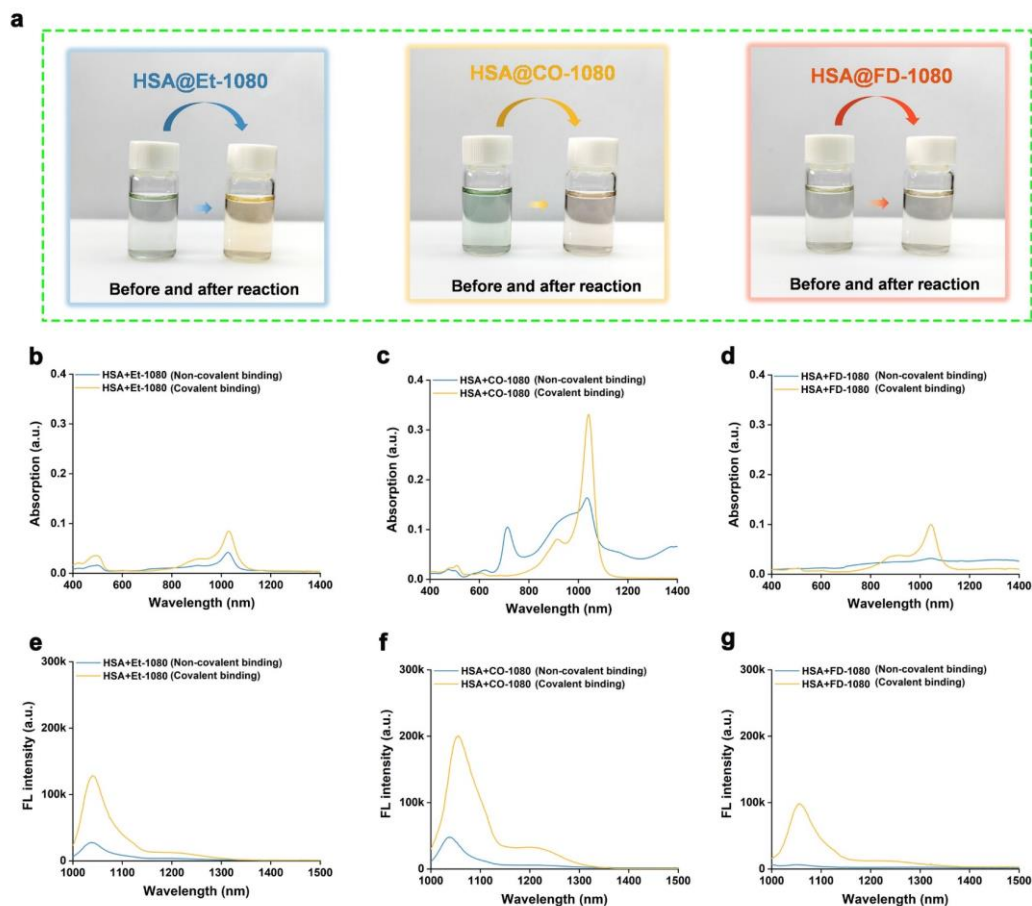 a
HSA@Et-1080
HSA@CO-1080
HSA@FD-1080
Before and after reaction
Before and after reaction
Before and after reaction
b
HSA+Et-1080 (Non-covalent binding)
HSA+Et-1080 (Covalent binding)
0.4
0.3
0.2
0.1
0.0
Absorption (a.u.)
400 600 800 1000 1200 1400
Wavelength (nm)
c
HSA+CO-1080 (Non-covalent binding)
HSA+CO-1080 (Covalent binding)
0.4
0.3
0.2
0.1
0.0
Absorption (a.u.)
400 600 800 1000 1200 1400
Wavelength (nm)
d
HSA+FD-1080 (Non-covalent binding)
HSA+FD-1080 (Covalent binding)
0.4
0.3
0.2
0.1
0.0
Absorption (a.u.)
400 600 800 1000 1200 1400
Wavelength (nm)
e
HSA+Et-1080 (Non-covalent binding)
HSA+Et-1080 (Covalent binding)
300k
200k
100k
0
FL intensity (a.u.)
1000 1100 1200 1300 1400 1500
Wavelength (nm)
f
HSA+CO-1080 (Non-covalent binding)
HSA+CO-1080 (Covalent binding)
300k
200k
100k
0
FL intensity (a.u.)
1000 1100 1200 1300 1400 1500
Wavelength (nm)
g
HSA+FD-1080 (Non-covalent binding)
HSA+FD-1080 (Covalent binding)
300k
200k
100k
0
FL intensity (a.u.)
1000 1100 1200 1300 1400 1500
Wavelength (nm)